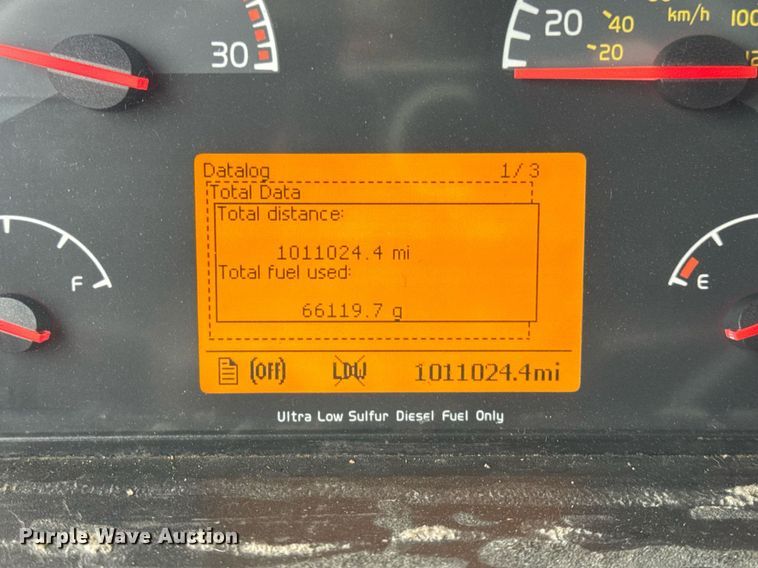 30
20
40
20
km/h
100
Datalog 1/3
Total Data
Total distance:
1011024.4 mi
Total fuel used:
66119.7 g
F
E
(OFF) LDW 1011024.4mi
Ultra Low Sulfur Diesel Fuel Only
Purple Wave Auction